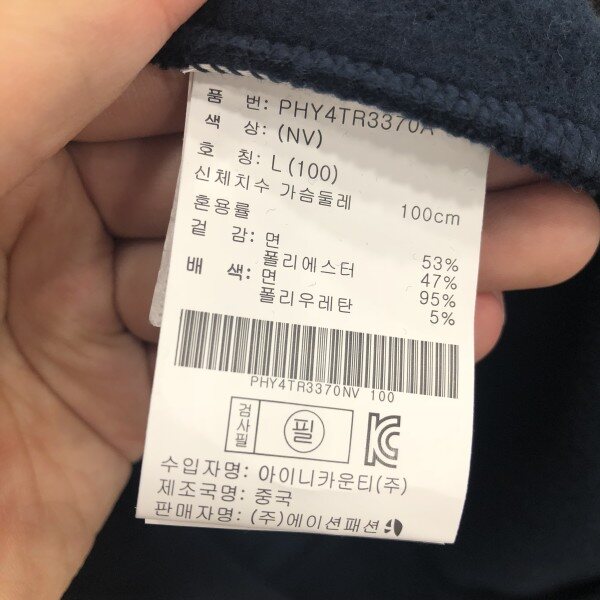 품 번: PHY4TR3370A
색 상: (NV)
호 칭: L (100)
신체치수 가슴둘레 100cm
혼용률
겉 감: 면 53%
폴리에스터 47%
배 색: 면 95%
폴리우레탄 5%
PHY4TR3370NV 100
검사필 필
수입자명: 아이니카운티(주)
제조국명: 중국
판매자명: (주)에이션패션